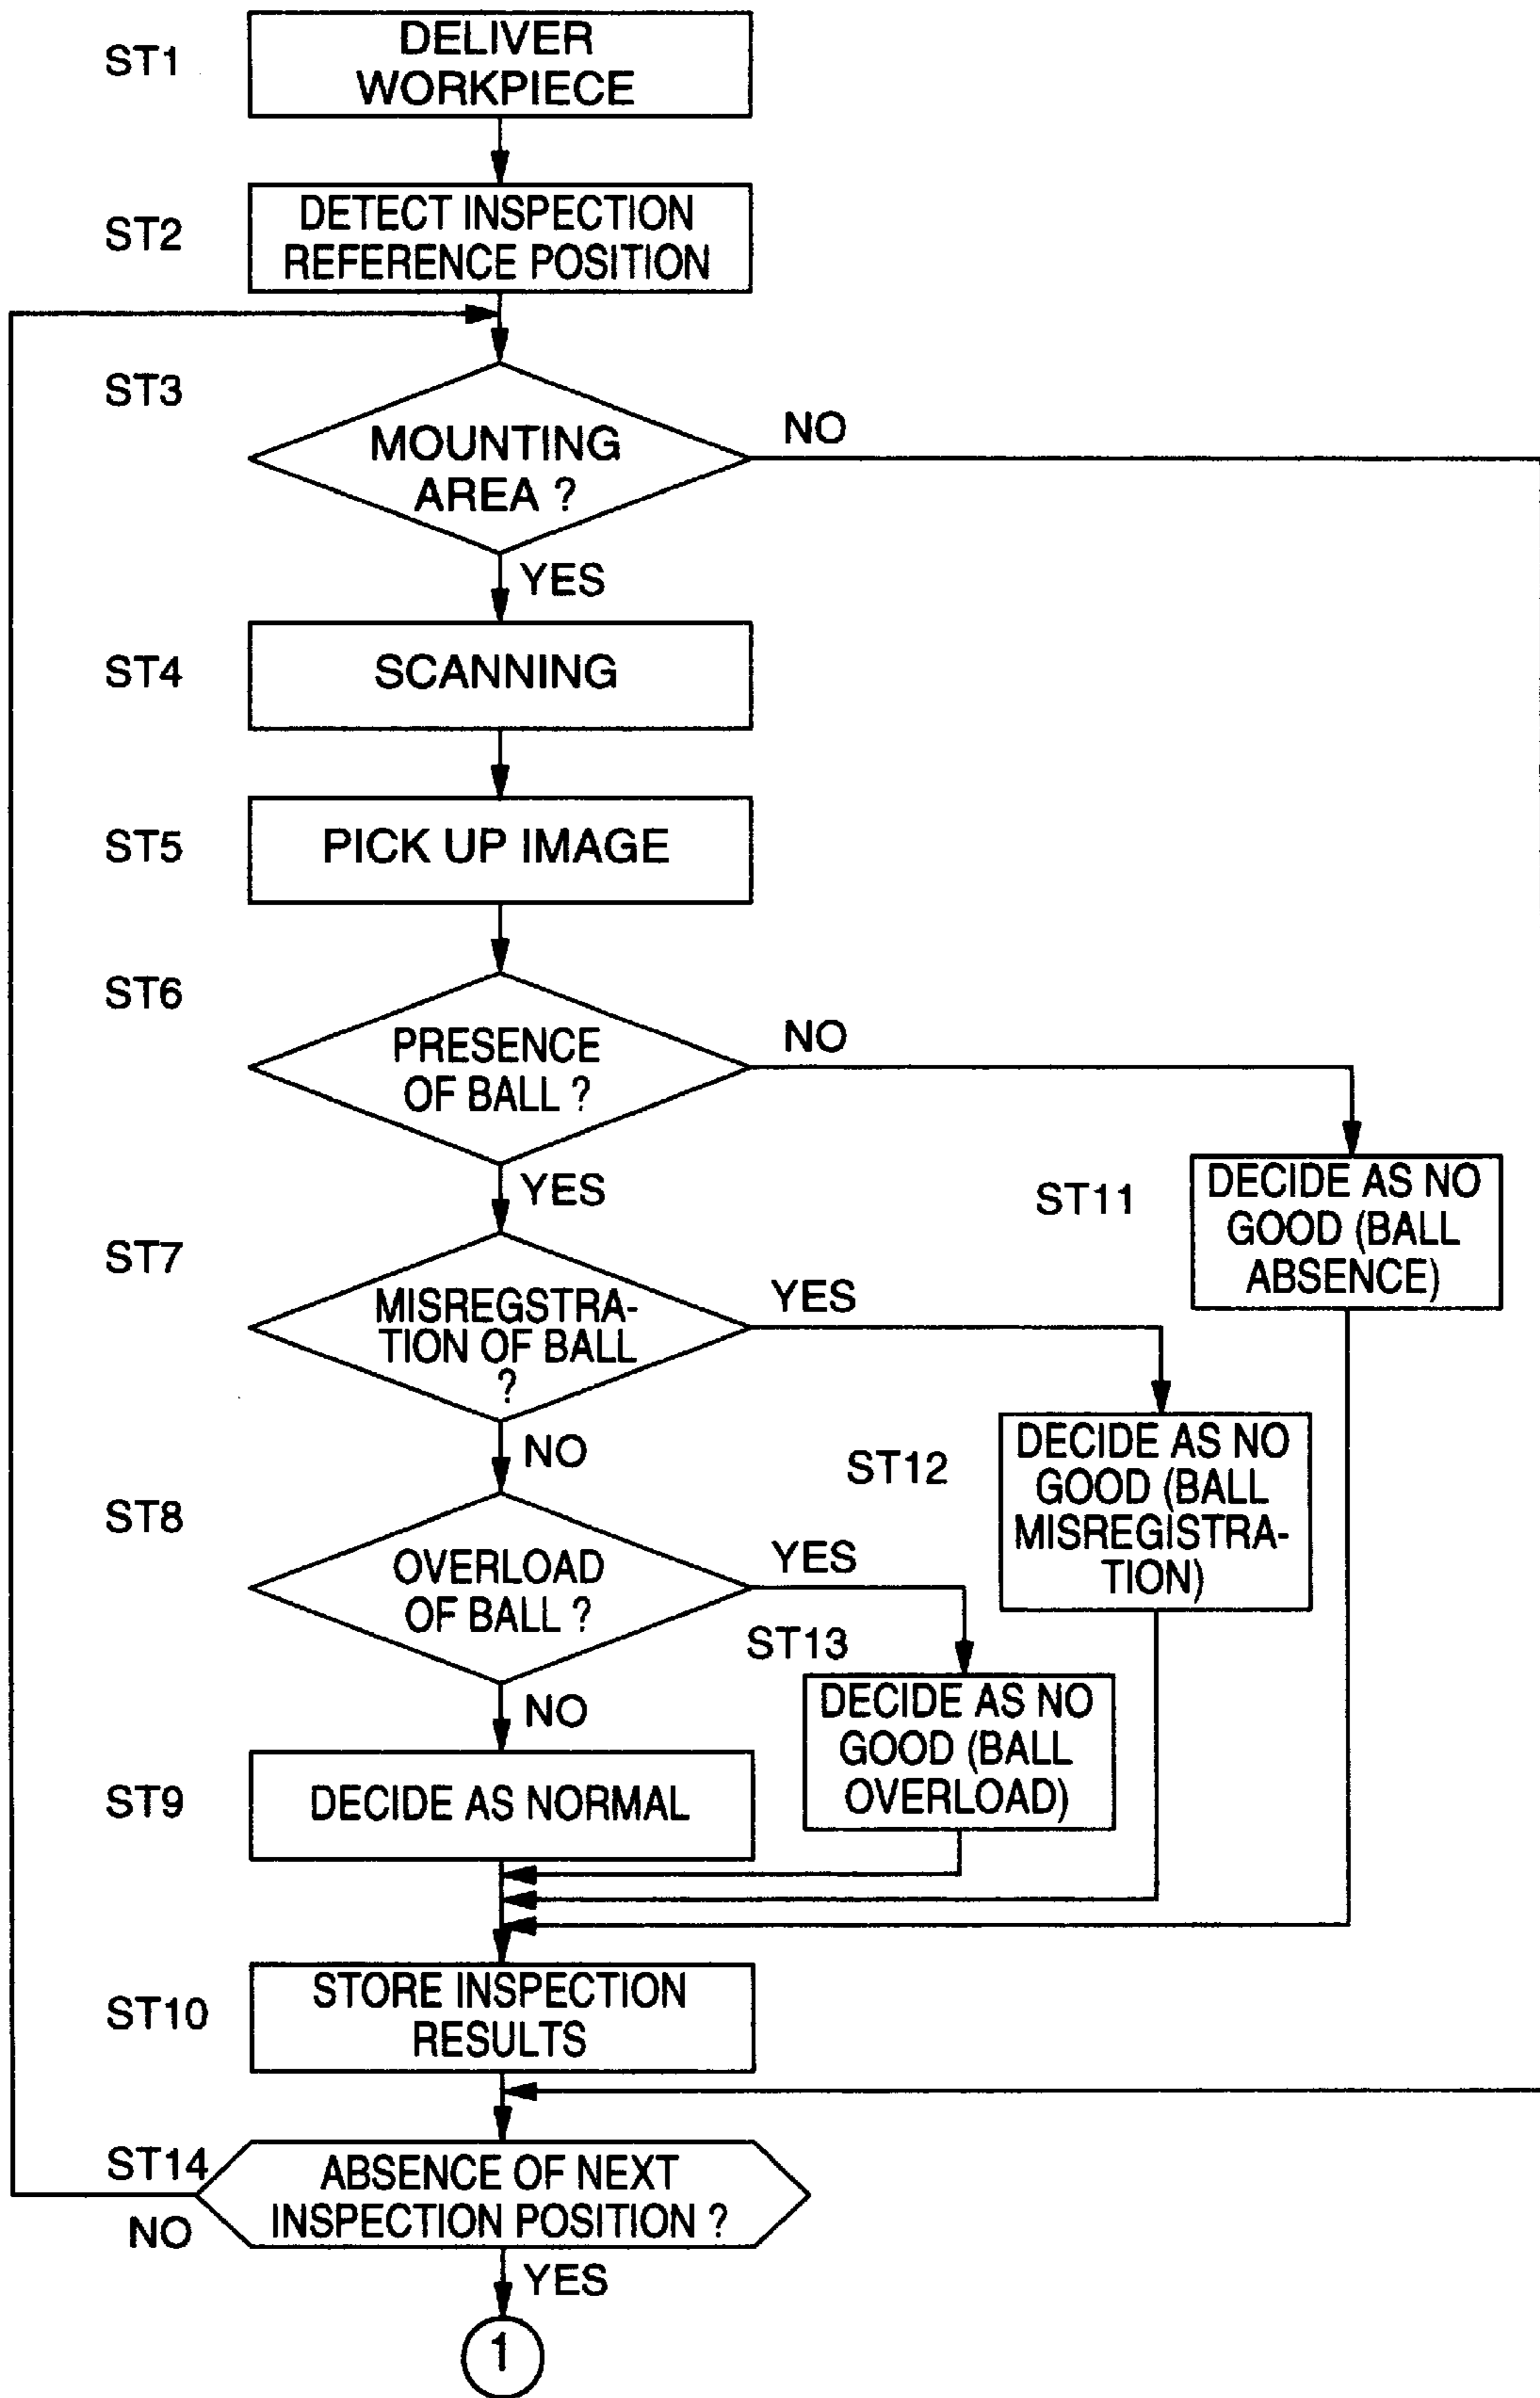 ST1
DELIVER
WORKPIECE
ST2
DETECT INSPECTION
REFERENCE POSITION
ST3
MOUNTING
AREA ?
NO
YES
ST4
SCANNING
ST5
PICK UP IMAGE
ST6
PRESENCE
OF BALL ?
NO
YES
ST11
DECIDE AS NO
GOOD (BALL
ABSENCE)
ST7
MISREGSTRA-
TION OF BALL
?
YES
NO
ST12
DECIDE AS NO
GOOD (BALL
MISREGISTRA-
TION)
ST8
OVERLOAD
OF BALL ?
YES
NO
ST13
DECIDE AS NO
GOOD (BALL
OVERLOAD)
ST9
DECIDE AS NORMAL
ST10
STORE INSPECTION
RESULTS
ST14
ABSENCE OF NEXT
INSPECTION POSITION ?
NO
YES
1